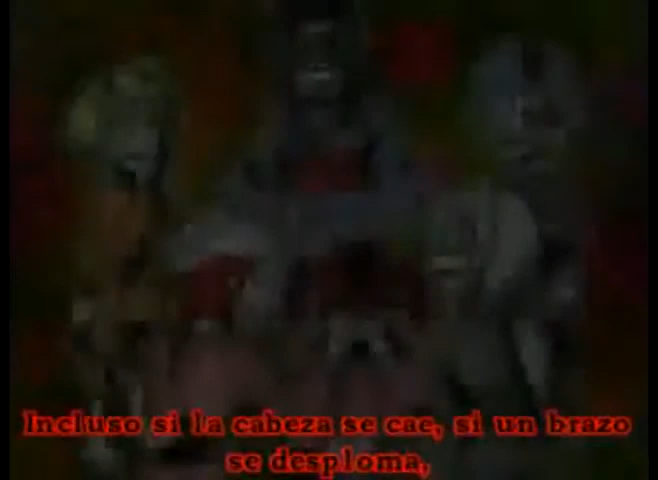 Incluso si la cabeza se cae, si un brazo
se desploma,